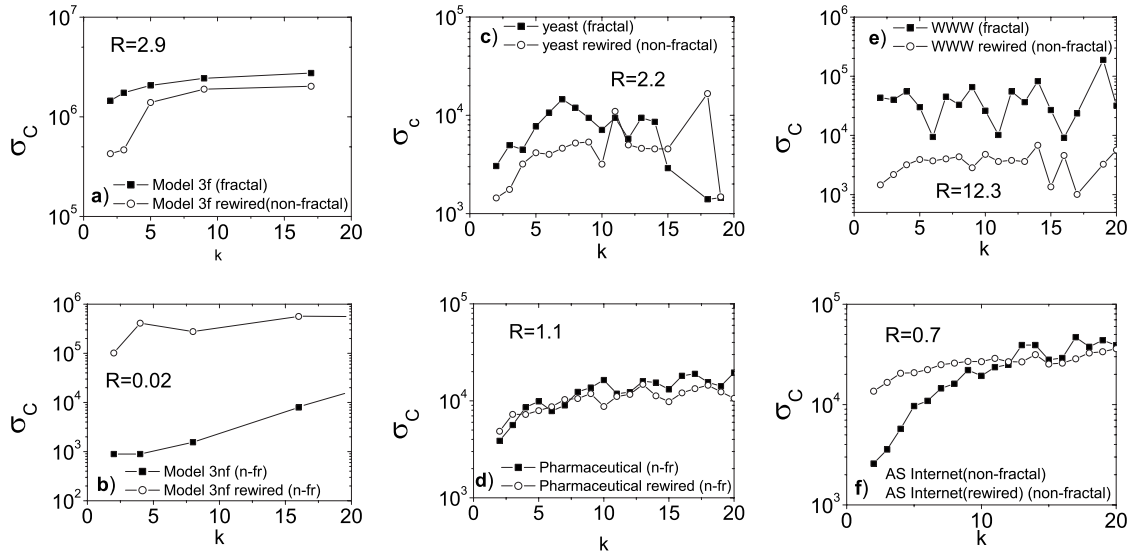 10^7
R=2.9
10^6
σ_C
a)
Model 3f (fractal)
Model 3f rewired(non-fractal)
10^5
0 5 10 15 20
k
10^5
c)
yeast (fractal)
yeast rewired (non-fractal)
R=2.2
10^4
σ_c
10^3
0 5 10 15 20
k
10^6
e)
WWW (fractal)
WWW rewired (non-fractal)
10^5
σ_C
10^4
R=12.3
10^3
0 5 10 15 20
k
10^6
10^5
R=0.02
10^4
σ_C
10^3
Model 3nf (n-fr)
b)
Model 3nf rewired (n-fr)
10^2
0 5 10 15 20
k
10^5
R=1.1
10^4
σ_C
d)
Pharmaceutical (n-fr)
Pharmaceutical rewired (n-fr)
10^3
0 5 10 15 20
k
10^5
R=0.7
σ_C
10^4
f)
AS Internet(non-fractal)
AS Internet(rewired) (non-fractal)
10^3
0 10 20
k